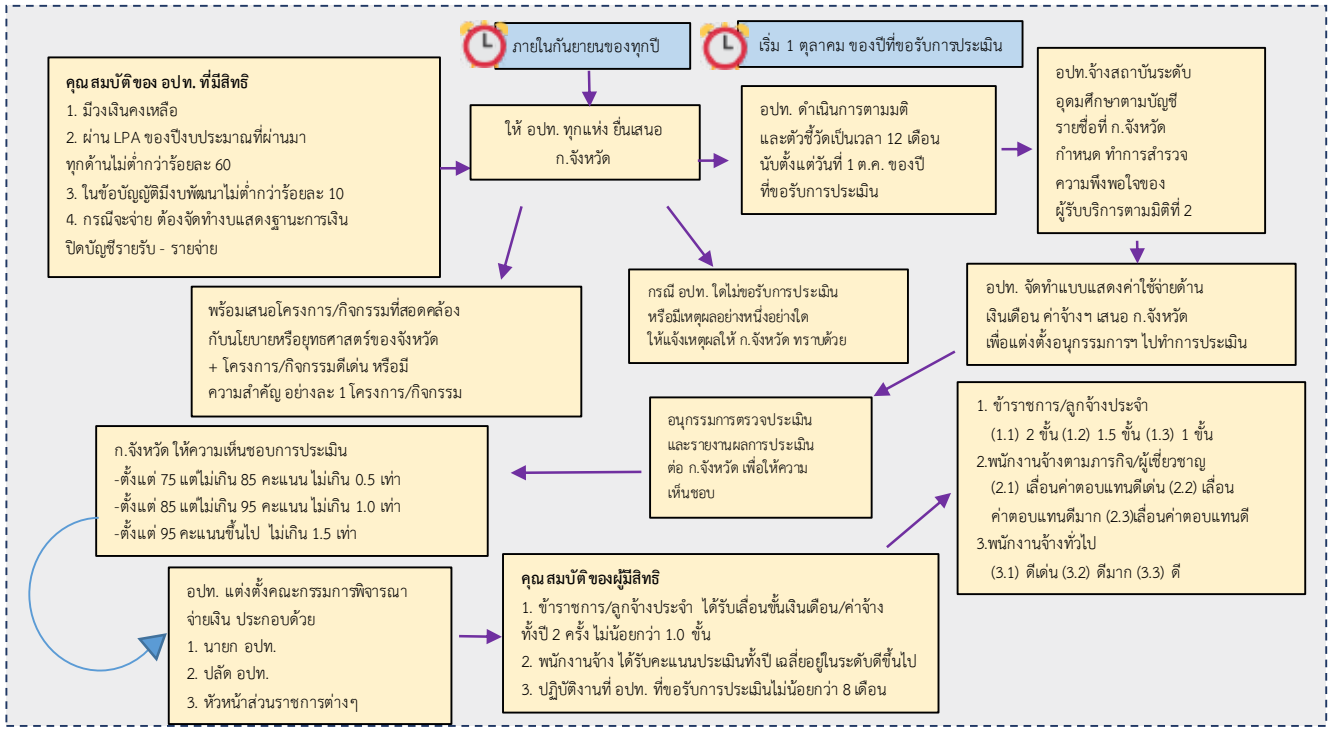 ภายในกันยายนของทุกปี
เริ่ม 1 ตุลาคม ของปีที่ขอรับการประเมิน
คุณสมบัติของ อปท. ที่มีสิทธิ
1. มีวงเงินคงเหลือ
2. ผ่าน LPA ของปีงบประมาณที่ผ่านมา
ทุกด้านไม่ต่ำกว่าร้อยละ 60
3. ในข้อบัญญัติมีงบพัฒนาไม่ต่ำกว่าร้อยละ 10
4. กรณีจะจ่าย ต้องจัดทำงบแสดงฐานะการเงิน
ปิดบัญชีรายรับ - รายจ่าย
ให้ อปท. ทุกแห่ง ยื่นเสนอ
ก.จังหวัด
อปท. ดำเนินการตามมติ
และตัวชี้วัดเป็นเวลา 12 เดือน
นับตั้งแต่วันที่ 1 ต.ค. ของปี
ที่ขอรับการประเมิน
อปท.จ้างสถาบันระดับ
อุดมศึกษาตามบัญชี
รายชื่อที่ ก.จังหวัด
กำหนด ทำการสำรวจ
ความพึงพอใจของ
ผู้รับบริการตามมิติที่ 2
พร้อมเสนอโครงการ/กิจกรรมที่สอดคล้อง
กับนโยบายหรือยุทธศาสตร์ของจังหวัด
+ โครงการ/กิจกรรมดีเด่น หรือมี
ความสำคัญ อย่างละ 1 โครงการ/กิจกรรม
กรณี อปท. ใดไม่ขอรับการประเมิน
หรือมีเหตุผลอย่างหนึ่งอย่างใด
ให้แจ้งเหตุผลให้ ก.จังหวัด ทราบด้วย
อปท. จัดทำแบบแสดงค่าใช้จ่ายด้าน
เงินเดือน ค่าจ้างฯ เสนอ ก.จังหวัด
เพื่อแต่งตั้งอนุกรรมการฯ ไปทำการประเมิน
อนุกรรมการตรวจประเมิน
และรายงานผลการประเมิน
ต่อ ก.จังหวัด เพื่อให้ความ
เห็นชอบ
ก.จังหวัด ให้ความเห็นชอบการประเมิน
-ตั้งแต่ 75 แต่ไม่เกิน 85 คะแนน ไม่เกิน 0.5 เท่า
-ตั้งแต่ 85 แต่ไม่เกิน 95 คะแนน ไม่เกิน 1.0 เท่า
-ตั้งแต่ 95 คะแนนขึ้นไป ไม่เกิน 1.5 เท่า
อปท. แต่งตั้งคณะกรรมการพิจารณา
จ่ายเงิน ประกอบด้วย
1. นายก อปท.
2. ปลัด อปท.
3. หัวหน้าส่วนราชการต่างๆ
คุณสมบัติของผู้มีสิทธิ
1. ข้าราชการ/ลูกจ้างประจำ ได้รับเลื่อนขั้นเงินเดือน/ค่าจ้าง
ทั้งปี 2 ครั้ง ไม่น้อยกว่า 1.0 ขั้น
2. พนักงานจ้าง ได้รับคะแนนประเมินทั้งปี เฉลี่ยอยู่ในระดับดีขึ้นไป
3. ปฏิบัติงานที่ อปท. ที่ขอรับการประเมินไม่น้อยกว่า 8 เดือน
1. ข้าราชการ/ลูกจ้างประจำ
(1.1) 2 ขั้น (1.2) 1.5 ขั้น (1.3) 1 ขั้น
2.พนักงานจ้างตามภารกิจ/ผู้เชี่ยวชาญ
(2.1) เลื่อนค่าตอบแทนดีเด่น (2.2) เลื่อน
ค่าตอบแทนดีมาก (2.3)เลื่อนค่าตอบแทนดี
3.พนักงานจ้างทั่วไป
(3.1) ดีเด่น (3.2) ดีมาก (3.3) ดี